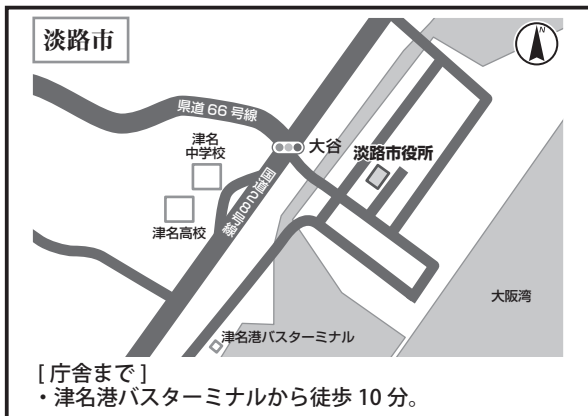 淡路市
N
県道66号線
大谷
津名
中学校
淡路市役所
国道28号線
津名高校
大阪湾
津名港バスターミナル
[庁舎まで]
・津名港バスターミナルから徒歩10分。